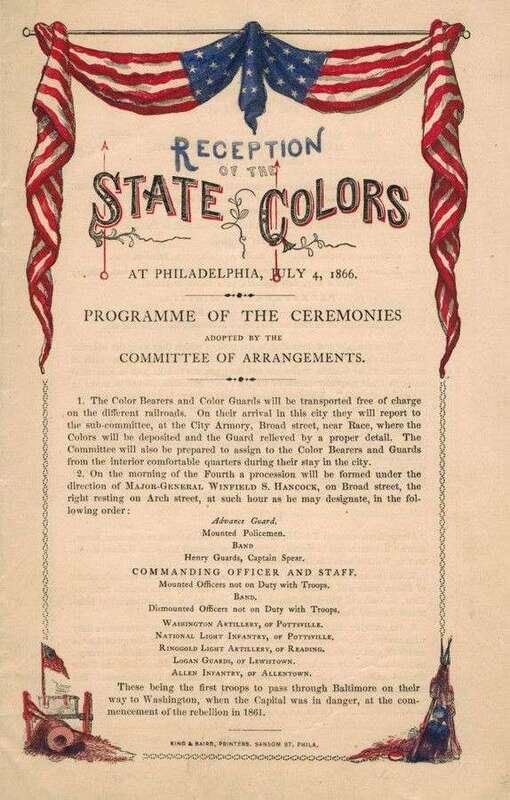 RECEPTION
OF THE
STATE COLORS
AT PHILADELPHIA, JULY 4, 1866.
PROGRAMME OF THE CEREMONIES
ADOPTED BY THE
COMMITTEE OF ARRANGEMENTS.
1. The Color Bearers and Color Guards will be transported free of charge
on the different railroads. On their arrival in this city they will report to
the sub-committee, at the City Armory, Broad street, near Race, where the
Colors will be deposited and the Guard relieved by a proper detail. The
Committee will also be prepared to assign to the Color Bearers and Guards
from the interior comfortable quarters during their stay in the city.
2. On the morning of the Fourth a procession will be formed under the
direction of MAJOR-GENERAL WINFIELD S. HANCOCK, on Broad street, the
right resting on Arch street, at such hour as he may designate, in the fol-
lowing order:
Advance Guard.
Mounted Policemen.
BAND
Henry Guards, Captain Spear.
COMMANDING OFFICER AND STAFF.
Mounted Officers not on Duty with Troops.
BAND.
Dismounted Officers not on Duty with Troops.
WASHINGTON ARTILLERY, OF POTTSVILLE.
NATIONAL LIGHT INFANTRY, OF POTTSVILLE.
RINGGOLD LIGHT ARTILLERY, OF READING.
LOGAN GUARDS, OF LEWISTOWN.
ALLEN INFANTRY, OF ALLENTOWN.
These being the first troops to pass through Baltimore on their
way to Washington, when the Capital was in danger, at the com-
mencement of the rebellion in 1861.
KING & BAIRD, PRINTERS. SANSOM ST. PHILA.